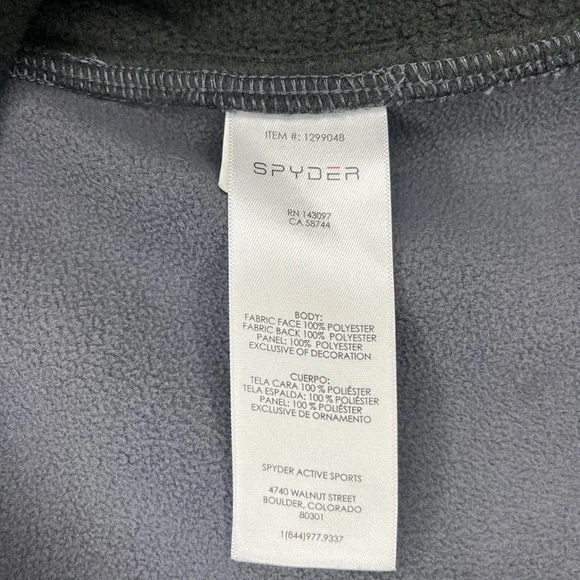 ITEM #: 1299048
SPYDER
RN 143097
CA 58744
BODY:
FABRIC FACE 100% POLYESTER
FABRIC BACK 100% POLYESTER
PANEL: 100% POLYESTER
EXCLUSIVE OF DECORATION
CUERPO:
TELA CARA 100 % POLIÉSTER
TELA ESPALDA: 100 % POLIÉSTER
PANEL: 100 % POLIÉSTER
EXCLUSIVE DE ORNAMENTO
SPYDER ACTIVE SPORTS
4740 WALNUT STREET
BOULDER, COLORADO
80301
1(844)977.9337